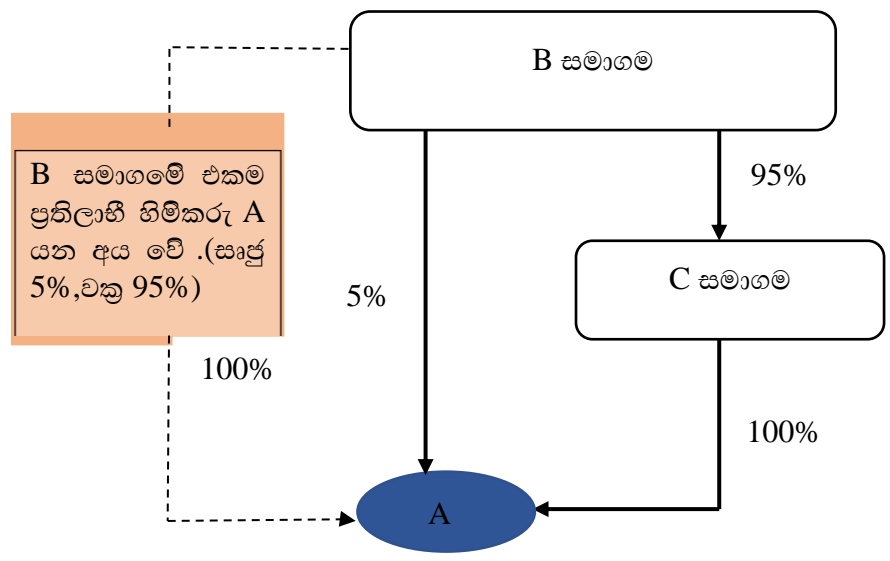 B සමාගම
B සමාගමේ එකම
ප්‍රතිලාභී හිමිකරු A
යන අය වේ .(සෘජු
5%,වක්‍ර 95%)
95%
C සමාගම
5%
100%
100%
A